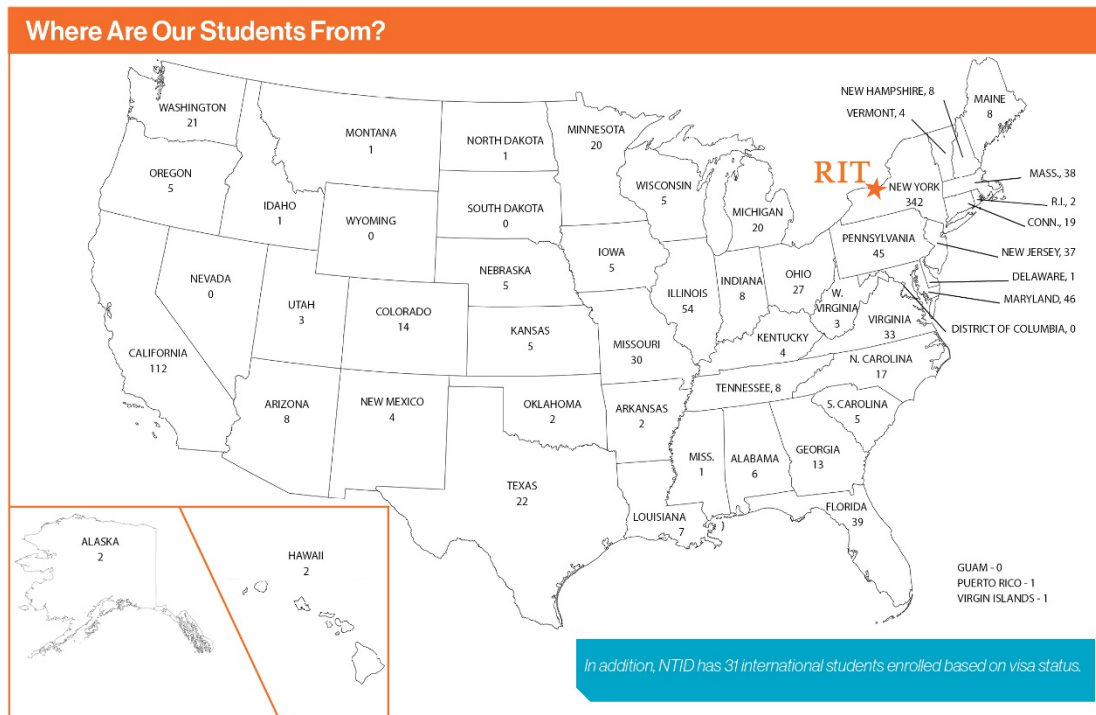 Where Are Our Students From?
WASHINGTON
21
OREGON
5
CALIFORNIA
112
NEVADA
0
IDAHO
1
MONTANA
1
WYOMING
0
UTAH
3
COLORADO
14
ARIZONA
8
NEW MEXICO
4
NORTH DAKOTA
1
SOUTH DAKOTA
0
NEBRASKA
5
KANSAS
5
OKLAHOMA
2
TEXAS
22
MINNESOTA
20
IOWA
5
MISSOURI
30
ARKANSAS
2
LOUISIANA
7
WISCONSIN
5
ILLINOIS
54
MICHIGAN
20
INDIANA
8
OHIO
27
KENTUCKY
4
TENNESSEE, 8
MISS.
1
ALABAMA
6
GEORGIA
13
FLORIDA
39
S. CAROLINA
5
N. CAROLINA
17
VIRGINIA
33
W.
VIRGINIA
3
PENNSYLVANIA
45
RIT
NEW YORK
342
NEW HAMPSHIRE, 8
VERMONT, 4
MAINE
8
MASS., 38
R.I., 2
CONN., 19
NEW JERSEY, 37
DELAWARE, 1
MARYLAND, 46
DISTRICT OF COLUMBIA, 0
ALASKA
2
HAWAII
2
GUAM - 0
PUERTO RICO - 1
VIRGIN ISLANDS - 1
In addition, NTID has 31 international students enrolled based on visa status.